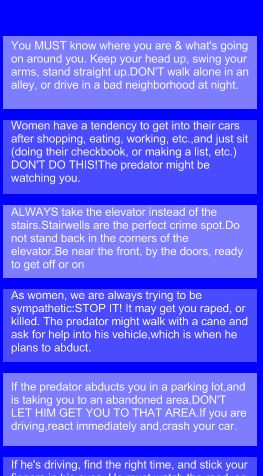 You MUST know where you are & what's going
on around you. Keep your head up, swing your
arms, stand straight up.DON'T walk alone in an
alley, or drive in a bad neighborhood at night.
Women have a tendency to get into their cars
after shopping, eating, working, etc.,and just sit
(doing their checkbook, or making a list, etc.)
DON'T DO THIS!The predator might be
watching you.
ALWAYS take the elevator instead of the
stairs.Stairwells are the perfect crime spot.Do
not stand back in the corners of the
elevator.Be near the front, by the doors, ready
to get off or on
As women, we are always trying to be
sympathetic:STOP IT! It may get you raped, or
killed. The predator might walk with a cane and
ask for help into his vehicle,which is when he
plans to abduct.
If the predator abducts you in a parking lot,and
is taking you to an abandoned area,DON'T
LET HIM GET YOU TO THAT AREA.If you are
driving,react immediately and,crash your car.
If he's driving, find the right time, and stick your